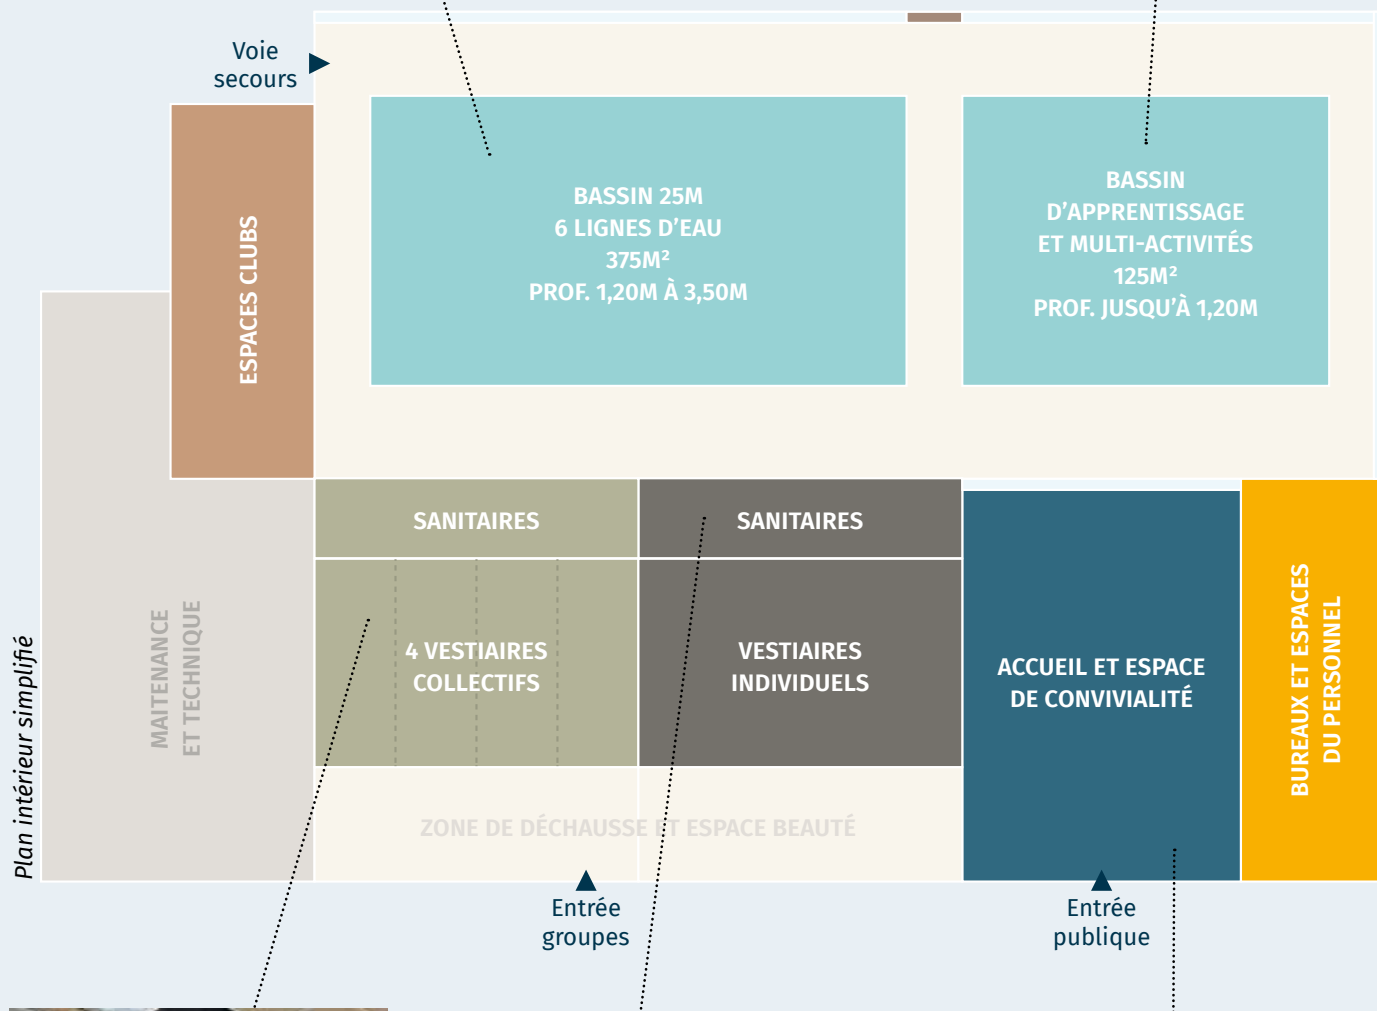 Voie
secours
BASSIN 25M
6 LIGNES D'EAU
375M²
PROF. 1,20M À 3,50M
BASSIN
D'APPRENTISSAGE
ET MULTI-ACTIVITÉS
125M²
PROF. JUSQU'À 1,20M
ESPACES CLUBS
SANITAIRES
SANITAIRES
MAITENANCE
ET TECHNIQUE
4 VESTIAIRES
COLLECTIFS
VESTIAIRES
INDIVIDUELS
ACCUEIL ET ESPACE
DE CONVIVIALITÉ
BUREAUX ET ESPACES
DU PERSONNEL
Plan intérieur simplifié
ZONE DE DÉCHAUSSE ET ESPACE BEAUTÉ
Entrée
groupes
Entrée
publique